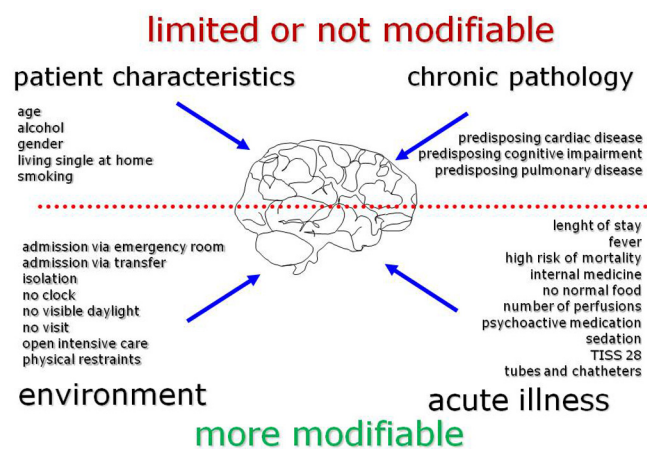 limited or not modifiable
patient characteristics
age
alcohol
gender
living single at home
smoking
chronic pathology
predisposing cardiac disease
predisposing cognitive impairment
predisposing pulmonary disease
admission via emergency room
admission via transfer
isolation
no clock
no visible daylight
no visit
open intensive care
physical restraints
environment
lenght of stay
fever
high risk of mortality
internal medicine
no normal food
number of perfusions
psychoactive medication
sedation
TISS 28
tubes and chatheters
acute illness
more modifiable